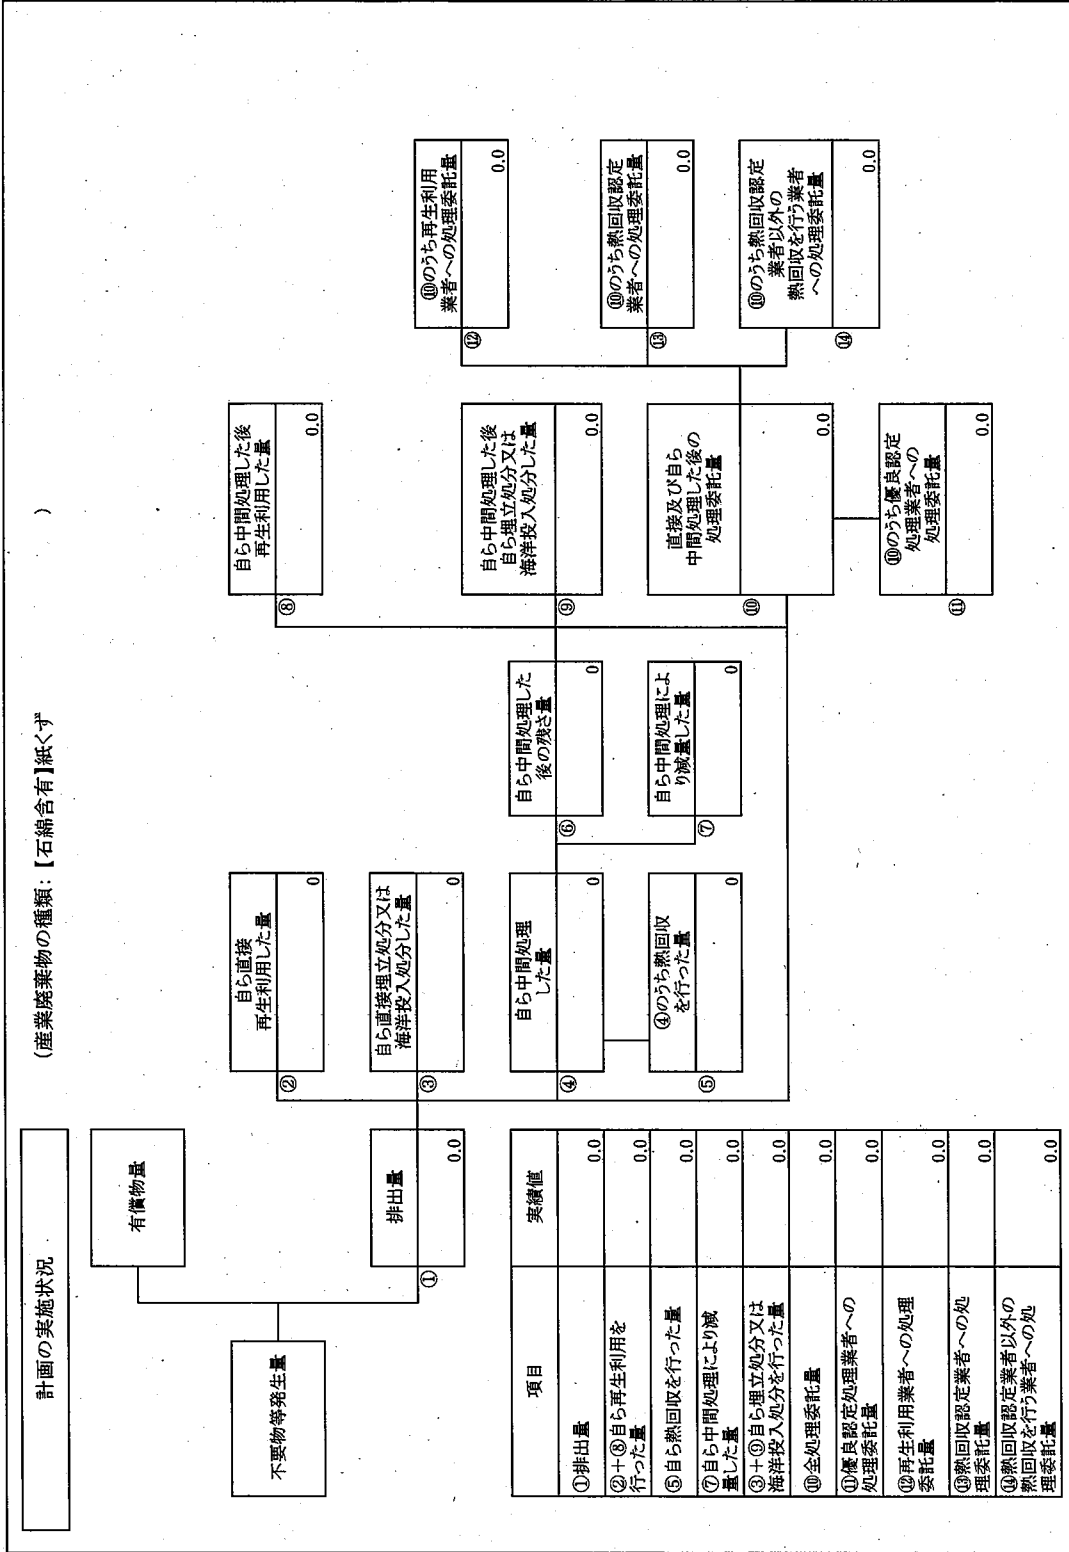 計画の実施状況
（産業廃棄物の種類：【石綿含有】紙くず　　　　　）
不要物等発生量
有償物量
①
排出量
0.0
②
自ら直接
再生利用した量
0
③
自ら直接埋立処分又は
海洋投入処分した量
0
④
自ら中間処理
した量
0
⑤
④のうち熱回収
を行った量
0
⑥
自ら中間処理した
後の残さ量
0
⑦
自ら中間処理によ
り減量した量
0
⑧
自ら中間処理した後
再生利用した量
0.0
⑨
自ら中間処理した後
自ら埋立処分又は
海洋投入処分した量
0.0
⑩
直接及び自ら
中間処理した後の
処理委託量
0.0
⑪
⑩のうち優良認定
処理業者への
処理委託量
0.0
⑫
⑩のうち再生利用
業者への処理委託量
0.0
⑬
⑩のうち熱回収認定
業者への処理委託量
0.0
⑭
⑩のうち熱回収認定
業者以外の
熱回収を行う業者
への処理委託量
0.0
項目 実績値
①排出量 0.0
②＋⑧自ら再生利用を
行った量 0.0
⑤自ら熱回収を行った量 0.0
⑦自ら中間処理により減
量した量 0.0
③＋⑨自ら埋立処分又は
海洋投入処分を行った量 0.0
⑩全処理委託量 0.0
⑪優良認定処理業者への
処理委託量 0.0
⑫再生利用業者への処理
委託量 0.0
⑬熱回収認定業者への処
理委託量 0.0
⑭熱回収認定業者以外の
熱回収を行う業者への処
理委託量 0.0